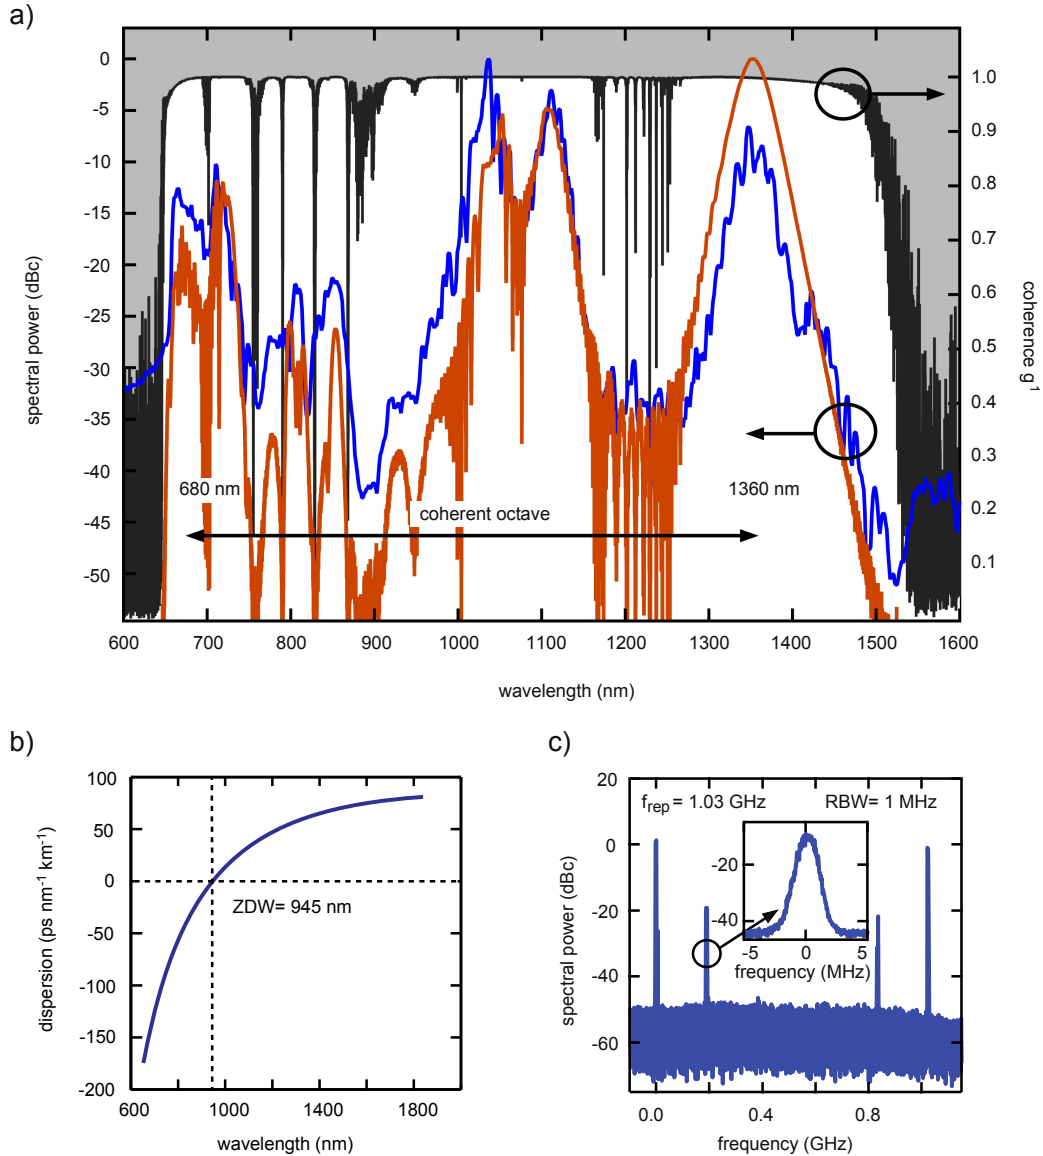 a)
0
-5
-10
-15
-20
-25
-30
-35
-40
-45
-50
spectral power (dBc)
1.0
0.9
0.8
0.7
0.6
0.5
0.4
0.3
0.2
0.1
coherence g¹
680 nm
1360 nm
coherent octave
600 700 800 900 1000 1100 1200 1300 1400 1500 1600
wavelength (nm)
b)
100
50
0
-50
-100
-150
-200
dispersion (ps nm⁻¹ km⁻¹)
ZDW= 945 nm
600 1000 1400 1800
wavelength (nm)
c)
20
0
-20
-40
-60
spectral power (dBc)
f_rep = 1.03 GHz RBW= 1 MHz
-20
-40
-5 0 5
frequency (MHz)
0.0 0.4 0.8
frequency (GHz)